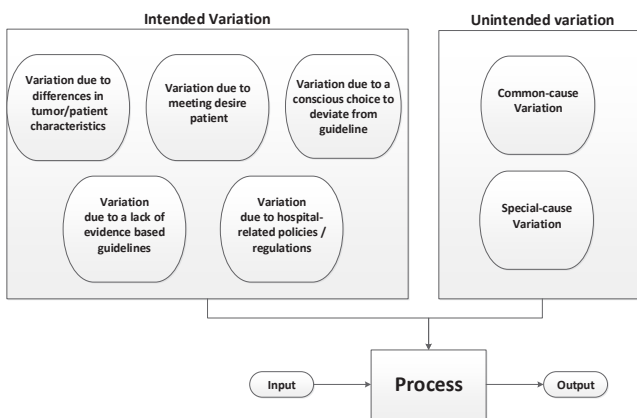 Intended Variation
Unintended variation
Variation due to
differences in
tumor/patient
characteristics
Variation due to
meeting desire
patient
Variation due to a
conscious choice to
deviate from
guideline
Variation
due to a lack of
evidence based
guidelines
Variation
due to hospital-
related policies /
regulations
Common-cause
Variation
Special-cause
Variation
Input
Process
Output